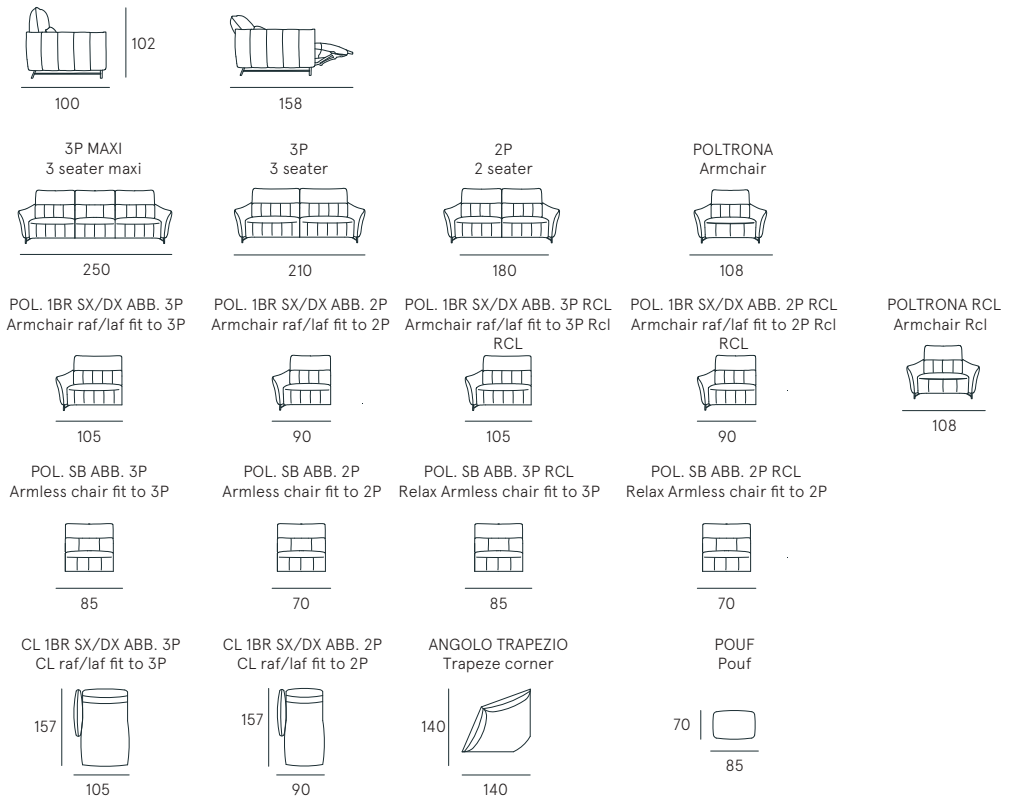 102
100
158
3P MAXI
3 seater maxi
3P
3 seater
2P
2 seater
POLTRONA
Armchair
250
210
180
108
POL. 1BR SX/DX ABB. 3P
Armchair raf/laf fit to 3P
POL. 1BR SX/DX ABB. 2P
Armchair raf/laf fit to 2P
POL. 1BR SX/DX ABB. 3P RCL
Armchair raf/laf fit to 3P Rcl
RCL
POL. 1BR SX/DX ABB. 2P RCL
Armchair raf/laf fit to 2P Rcl
RCL
POLTRONA RCL
Armchair Rcl
105
90
105
90
108
POL. SB ABB. 3P
Armless chair fit to 3P
POL. SB ABB. 2P
Armless chair fit to 2P
POL. SB ABB. 3P RCL
Relax Armless chair fit to 3P
POL. SB ABB. 2P RCL
Relax Armless chair fit to 2P
85
70
85
70
CL 1BR SX/DX ABB. 3P
CL raf/laf fit to 3P
CL 1BR SX/DX ABB. 2P
CL raf/laf fit to 2P
ANGOLO TRAPEZIO
Trapeze corner
POUF
Pouf
157
105
157
90
140
140
70
85